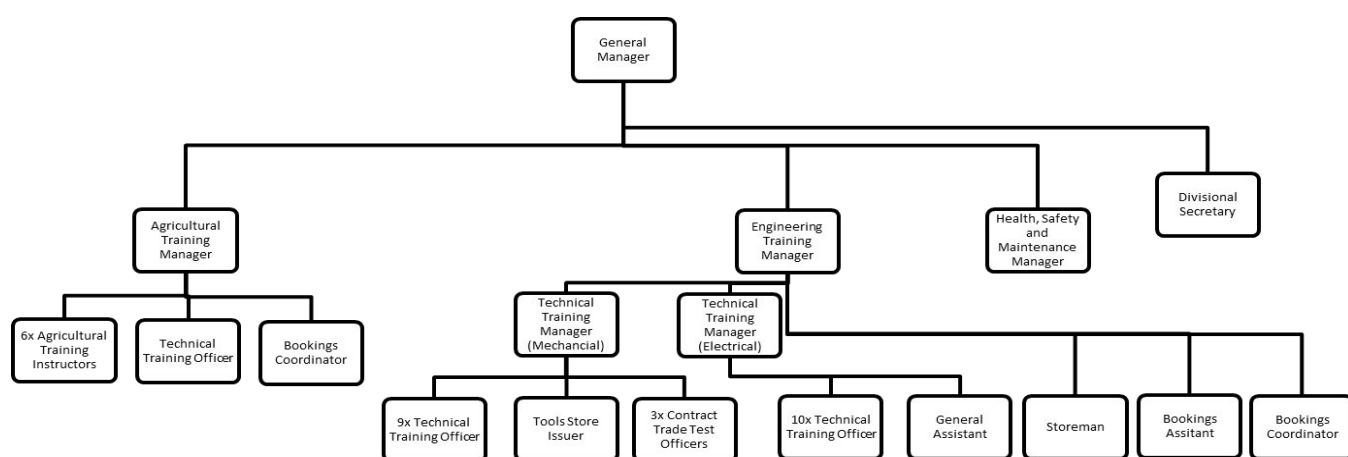 General
Manager
Divisional
Secretary
Agricultural
Training
Manager
Engineering
Training
Manager
Health, Safety
and
Maintenance
Manager
6x Agricultural
Training
Instructors
Technical
Training Officer
Bookings
Coordinator
Technical
Training
Manager
(Mechancial)
Technical
Training
Manager
(Electrical)
9x Technical
Training Officer
Tools Store
Issuer
3x Contract
Trade Test
Officers
10x Technical
Training Officer
General
Assistant
Storeman
Bookings
Assitant
Bookings
Coordinator